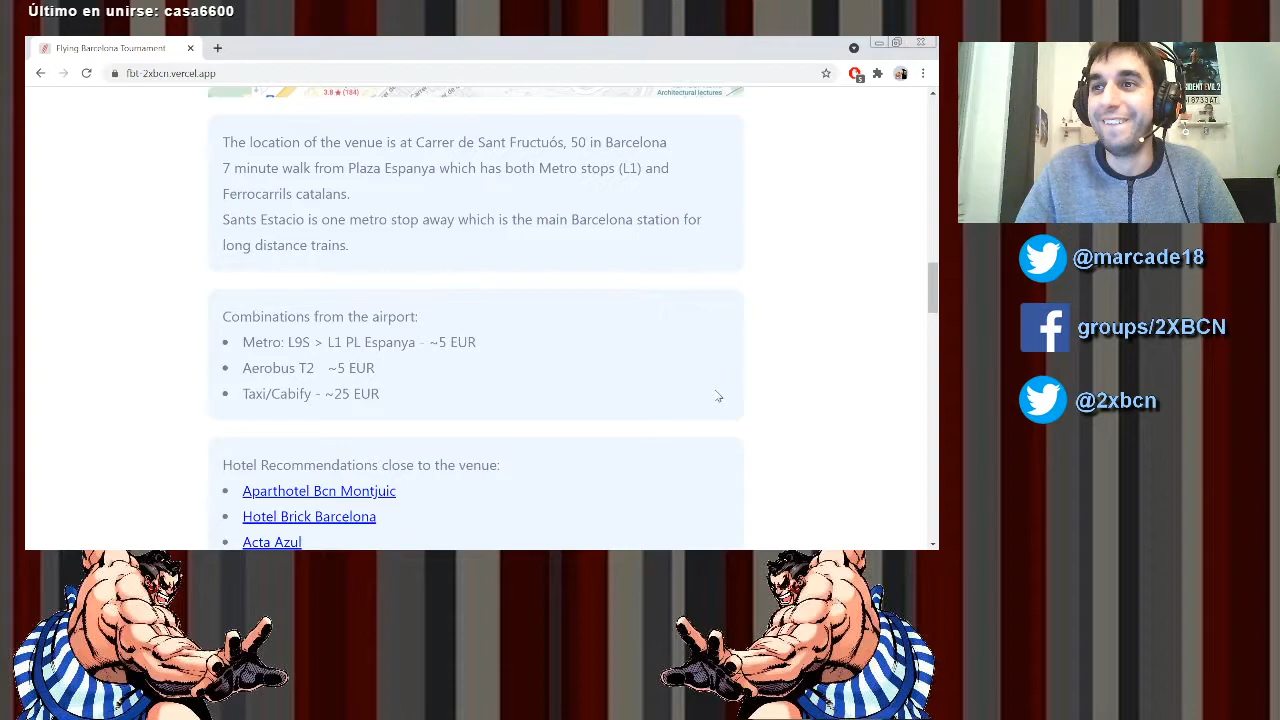 Último en unirse: casa6600
Flying Barcelona Tournament
fbt-2xbcn.vercel.app
3.8 ★ (184)
Architectural lectures
The location of the venue is at Carrer de Sant Fructuós, 50 in Barcelona
7 minute walk from Plaza Espanya which has both Metro stops (L1) and
Ferrocarrils catalans.
Sants Estacio is one metro stop away which is the main Barcelona station for
long distance trains.
Combinations from the airport:
• Metro: L9S > L1 PL Espanya - ~5 EUR
• Aerobus T2 ~5 EUR
• Taxi/Cabify - ~25 EUR
Hotel Recommendations close to the venue:
• Aparthotel Bcn Montjuic
• Hotel Brick Barcelona
• Acta Azul
@marcade18
groups/2XBCN
@2xbcn